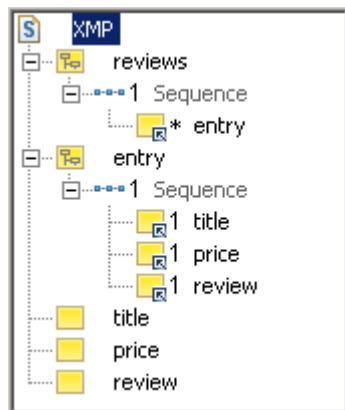 S XMP
reviews
1 Sequence
* entry
entry
1 Sequence
1 title
1 price
1 review
title
price
review